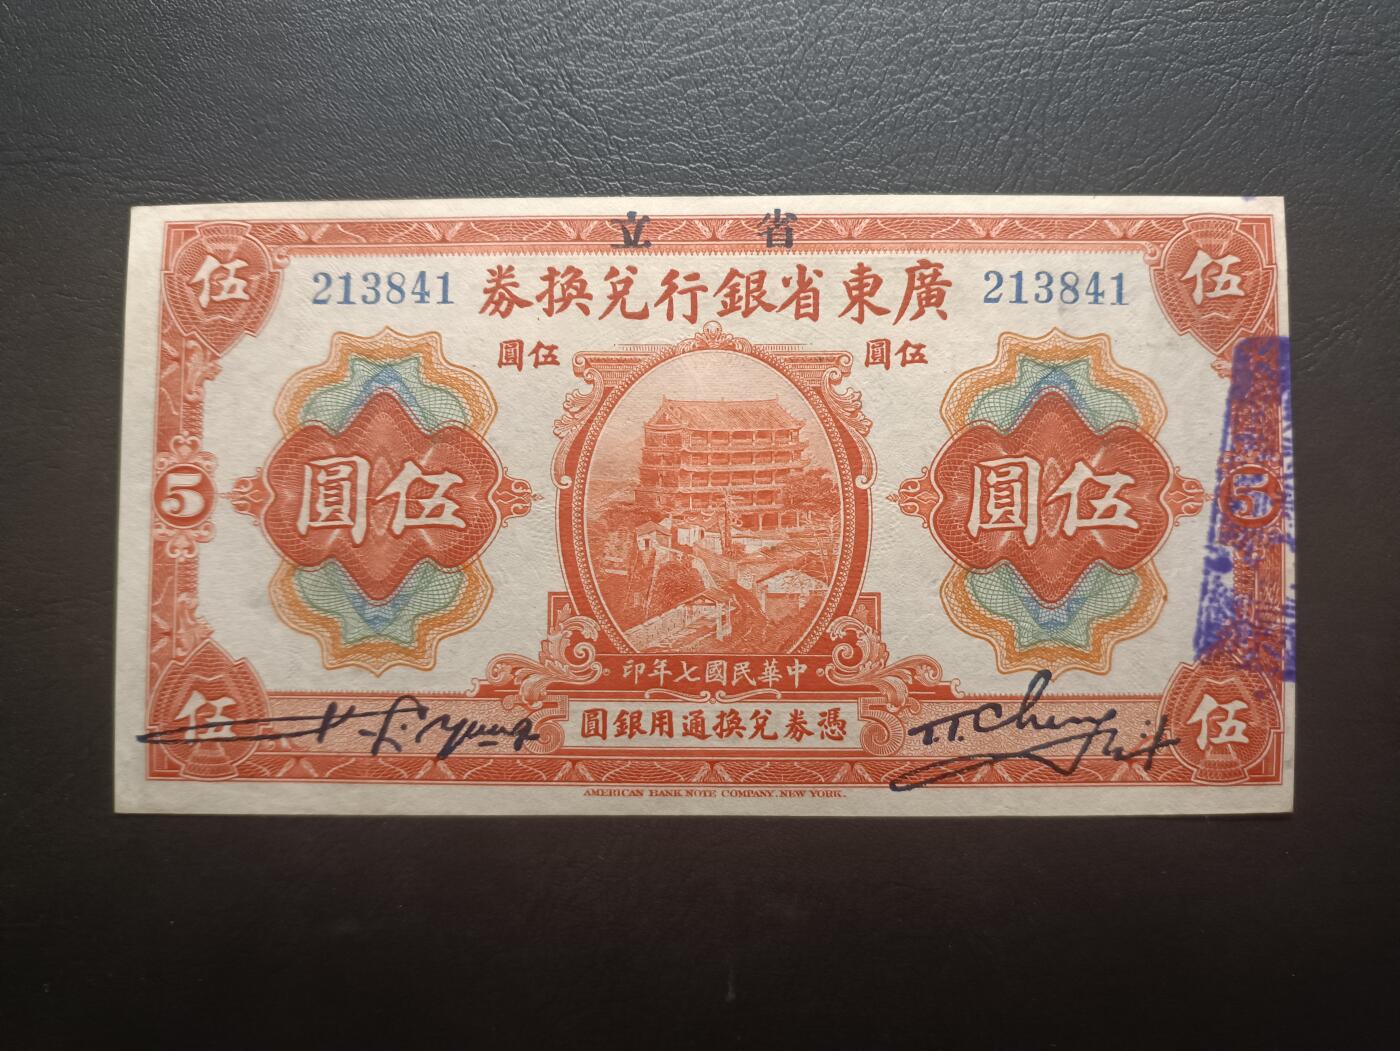 省立
伍 伍
213841 廣東省銀行兌換券 213841
伍圓 伍圓
伍圓 伍圓
5 5
中華民國七年印
伍 憑券兌換通用銀圓 伍
AMERICAN BANK NOTE COMPANY, NEW YORK.